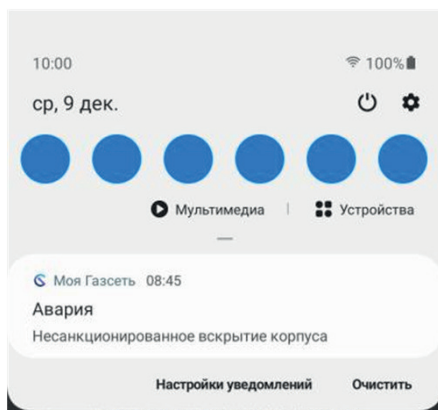 10:00 100%
ср, 9 дек.
Мультимедиа | Устройства
Моя Газсеть 08:45
Авария
Несанкционированное вскрытие корпуса
Настройки уведомлений Очистить